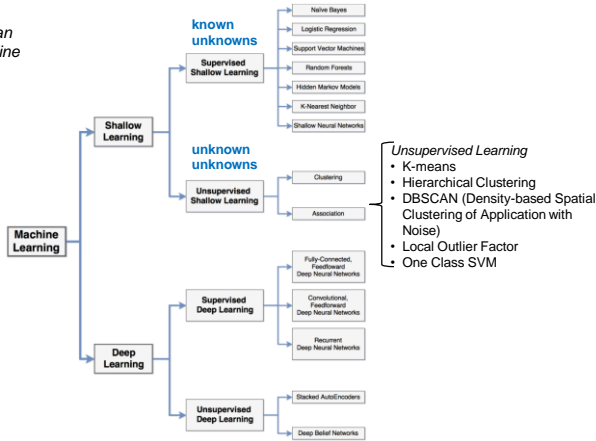 an
ine
known
unknowns
Naïve Bayes
Logistic Regression
Support Vector Machines
Supervised
Shallow Learning
Random Forests
Hidden Markov Models
K-Nearest Neighbor
Shallow Neural Networks
Shallow
Learning
unknown
unknowns
Unsupervised
Shallow Learning
Clustering
Association
Unsupervised Learning
• K-means
• Hierarchical Clustering
• DBSCAN (Density-based Spatial
Clustering of Application with
Noise)
• Local Outlier Factor
• One Class SVM
Machine
Learning
Fully-Connected,
Feedfoward
Deep Neural Networks
Supervised
Deep Learning
Convolutional,
Feedforward
Deep Neural Networks
Recurrent
Deep Neural Networks
Deep
Learning
Stacked AutoEncoders
Unsupervised
Deep Learning
Deep Belief Networks